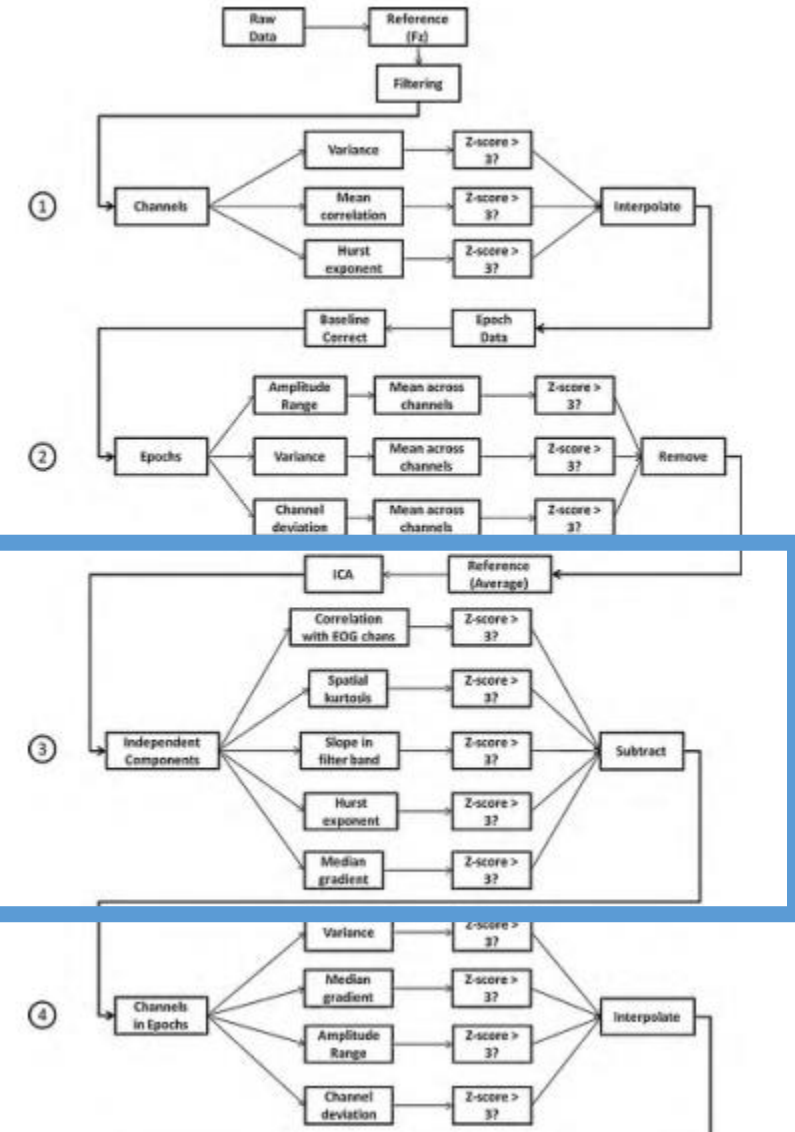 Raw
Data
Reference
(Fz)
Filtering
1
Channels
Variance
Z-score >
3?
Mean
correlation
Z-score >
3?
Hurst
exponent
Z-score >
3?
Interpolate
Baseline
Correct
Epoch
Data
2
Epochs
Amplitude
Range
Mean across
channels
Z-score >
3?
Variance
Mean across
channels
Z-score >
3?
Channel
deviation
Mean across
channels
Z-score >
3?
Remove
ICA
Reference
(Average)
3
Independent
Components
Correlation
with EOG chans
Z-score >
3?
Spatial
kurtosis
Z-score >
3?
Slope in
filter band
Z-score >
3?
Hurst
exponent
Z-score >
3?
Median
gradient
Z-score >
3?
Subtract
4
Channels
in Epochs
Variance
Z-score >
3?
Median
gradient
Z-score >
3?
Amplitude
Range
Z-score >
3?
Channel
deviation
Z-score >
3?
Interpolate